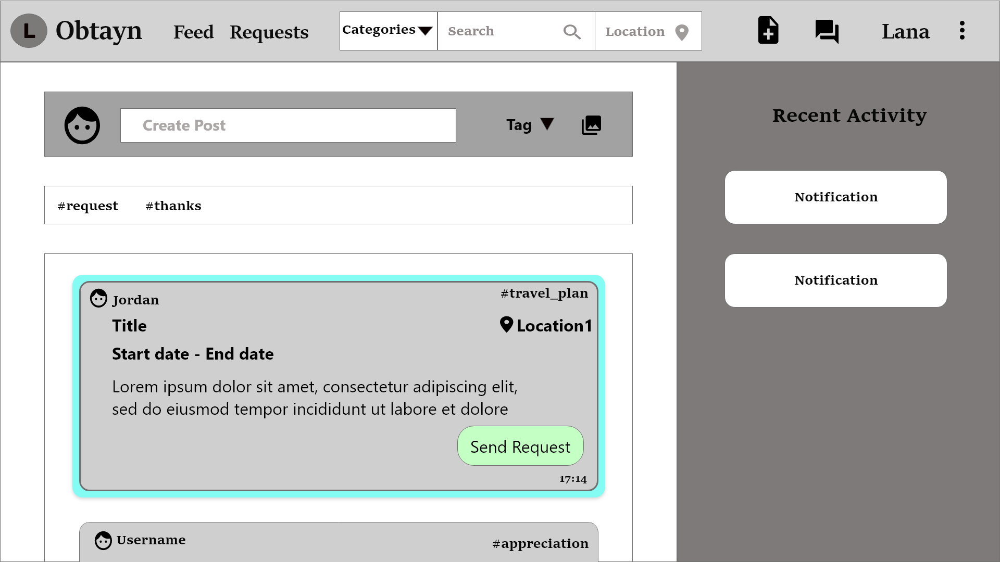 L Obtayn Feed Requests Categories Search Location Lana
Create Post Tag
Recent Activity
#request #thanks
Notification
Notification
Jordan #travel_plan
Title Location1
Start date - End date
Lorem ipsum dolor sit amet, consectetur adipiscing elit,
sed do eiusmod tempor incididunt ut labore et dolore
Send Request
17:14
Username #appreciation